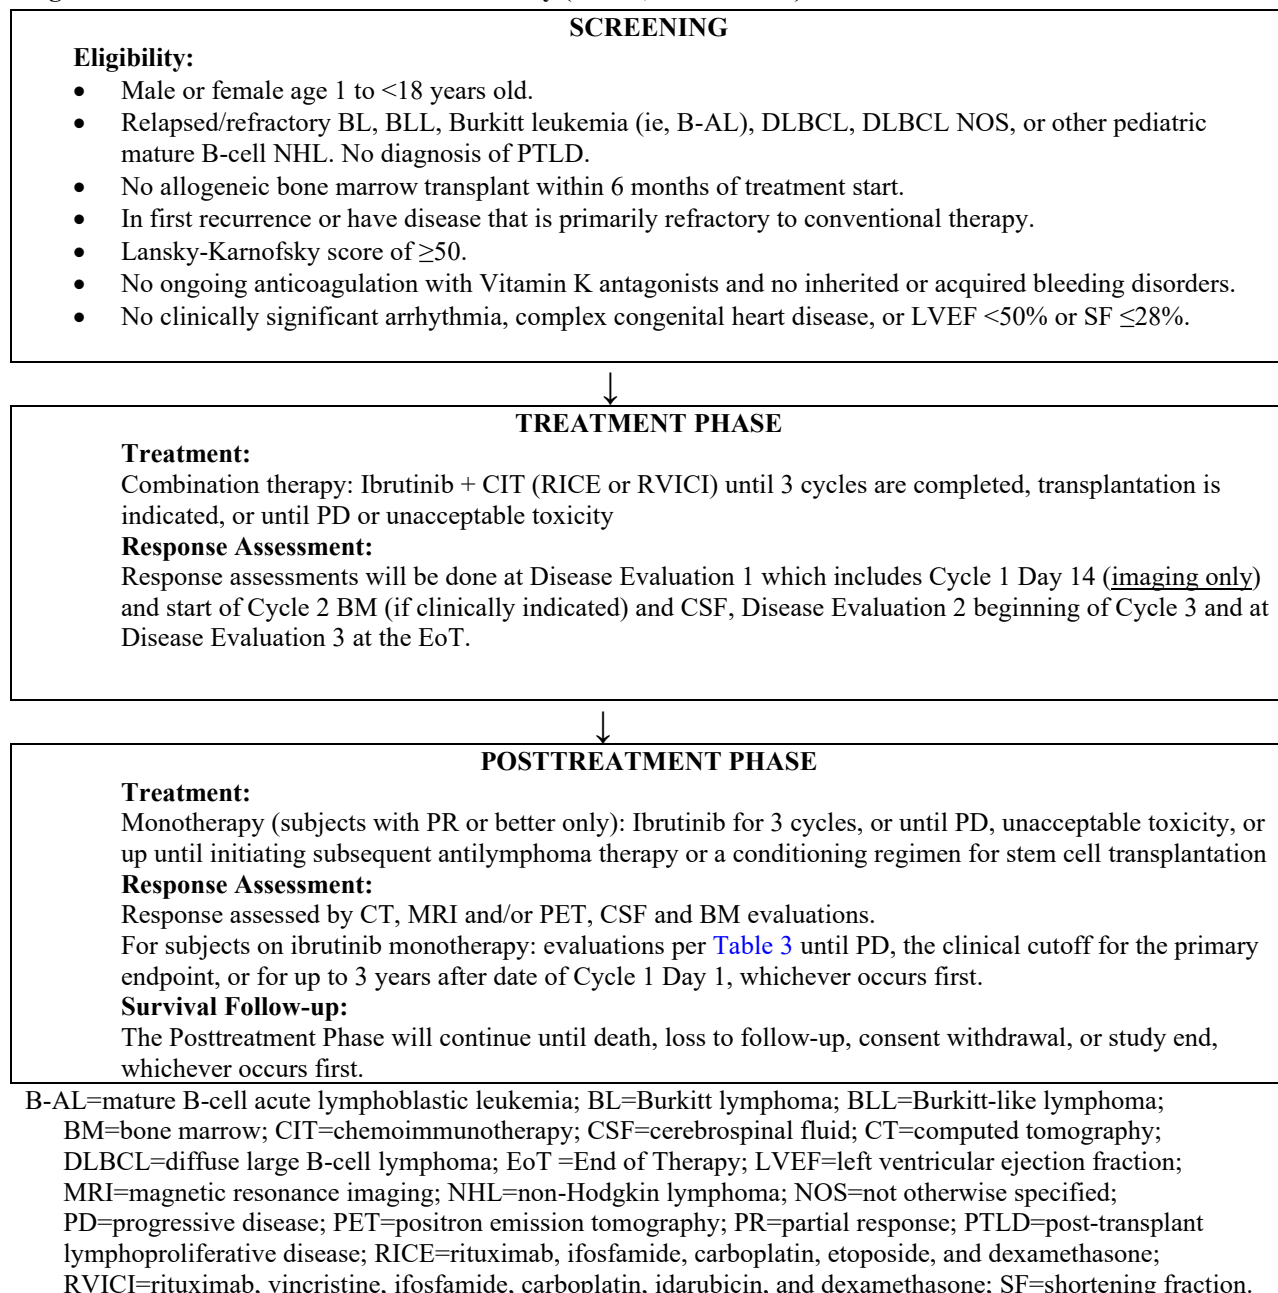 SCREENING
Eligibility:
• Male or female age 1 to <18 years old.
• Relapsed/refractory BL, BLL, Burkitt leukemia (ie, B-AL), DLBCL, DLBCL NOS, or other pediatric
mature B-cell NHL. No diagnosis of PTLD.
• No allogeneic bone marrow transplant within 6 months of treatment start.
• In first recurrence or have disease that is primarily refractory to conventional therapy.
• Lansky-Karnofsky score of ≥50.
• No ongoing anticoagulation with Vitamin K antagonists and no inherited or acquired bleeding disorders.
• No clinically significant arrhythmia, complex congenital heart disease, or LVEF <50% or SF ≤28%.
↓
TREATMENT PHASE
Treatment:
Combination therapy: Ibrutinib + CIT (RICE or RVICI) until 3 cycles are completed, transplantation is
indicated, or until PD or unacceptable toxicity
Response Assessment:
Response assessments will be done at Disease Evaluation 1 which includes Cycle 1 Day 14 (imaging only)
and start of Cycle 2 BM (if clinically indicated) and CSF, Disease Evaluation 2 beginning of Cycle 3 and at
Disease Evaluation 3 at the EoT.
↓
POSTTREATMENT PHASE
Treatment:
Monotherapy (subjects with PR or better only): Ibrutinib for 3 cycles, or until PD, unacceptable toxicity, or
up until initiating subsequent antilymphoma therapy or a conditioning regimen for stem cell transplantation
Response Assessment:
Response assessed by CT, MRI and/or PET, CSF and BM evaluations.
For subjects on ibrutinib monotherapy: evaluations per Table 3 until PD, the clinical cutoff for the primary
endpoint, or for up to 3 years after date of Cycle 1 Day 1, whichever occurs first.
Survival Follow-up:
The Posttreatment Phase will continue until death, loss to follow-up, consent withdrawal, or study end,
whichever occurs first.
B-AL=mature B-cell acute lymphoblastic leukemia; BL=Burkitt lymphoma; BLL=Burkitt-like lymphoma;
BM=bone marrow; CIT=chemoimmunotherapy; CSF=cerebrospinal fluid; CT=computed tomography;
DLBCL=diffuse large B-cell lymphoma; EoT =End of Therapy; LVEF=left ventricular ejection fraction;
MRI=magnetic resonance imaging; NHL=non-Hodgkin lymphoma; NOS=not otherwise specified;
PD=progressive disease; PET=positron emission tomography; PR=partial response; PTLD=post-transplant
lymphoproliferative disease; RICE=rituximab, ifosfamide, carboplatin, etoposide, and dexamethasone;
RVICI=rituximab, vincristine, ifosfamide, carboplatin, idarubicin, and dexamethasone; SF=shortening fraction.